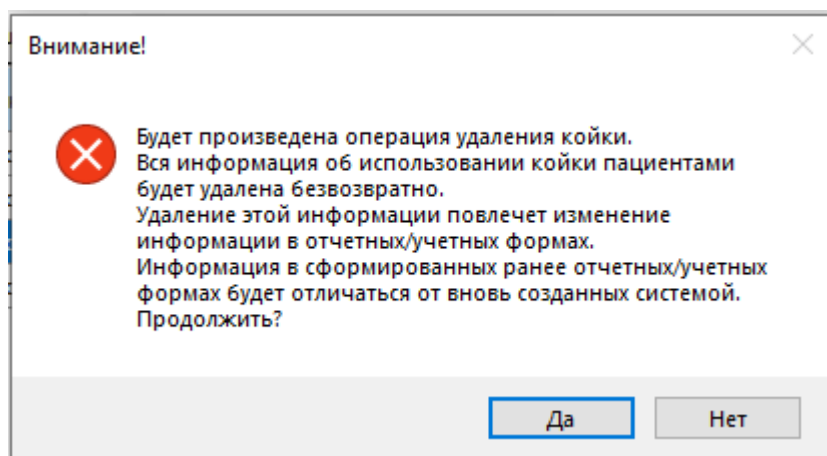 Внимание!
Будет произведена операция удаления койки.
Вся информация об использовании койки пациентами
будет удалена безвозвратно.
Удаление этой информации повлечет изменение
информации в отчетных/учетных формах.
Информация в сформированных ранее отчетных/учетных
формах будет отличаться от вновь созданных системой.
Продолжить?
Да
Нет